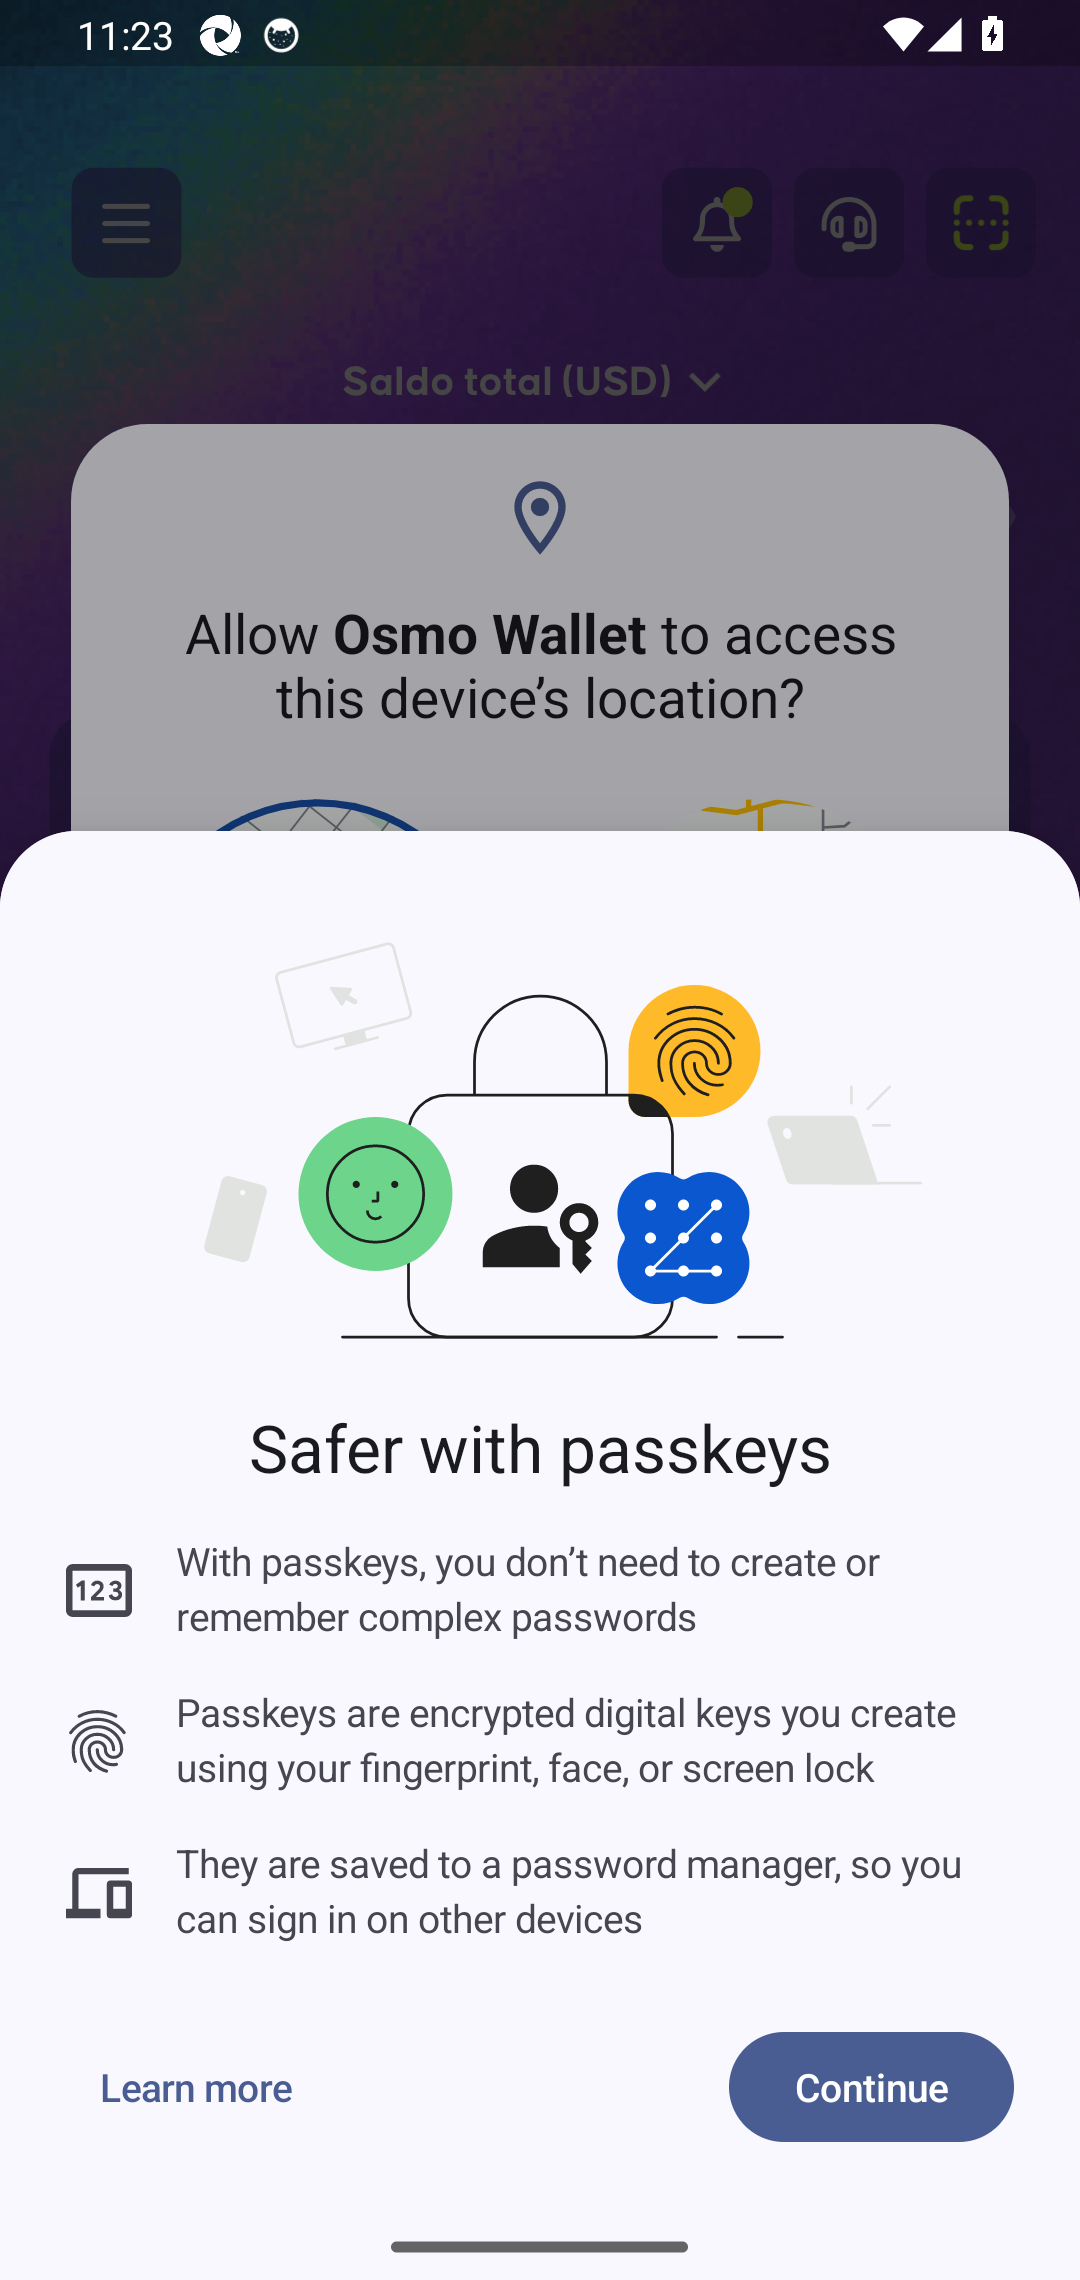 11:23
Saldo total (USD)
Allow Osmo Wallet to access
this device’s location?
Safer with passkeys
123
With passkeys, you don’t need to create or
remember complex passwords
Passkeys are encrypted digital keys you create
using your fingerprint, face, or screen lock
They are saved to a password manager, so you
can sign in on other devices
Learn more
Continue